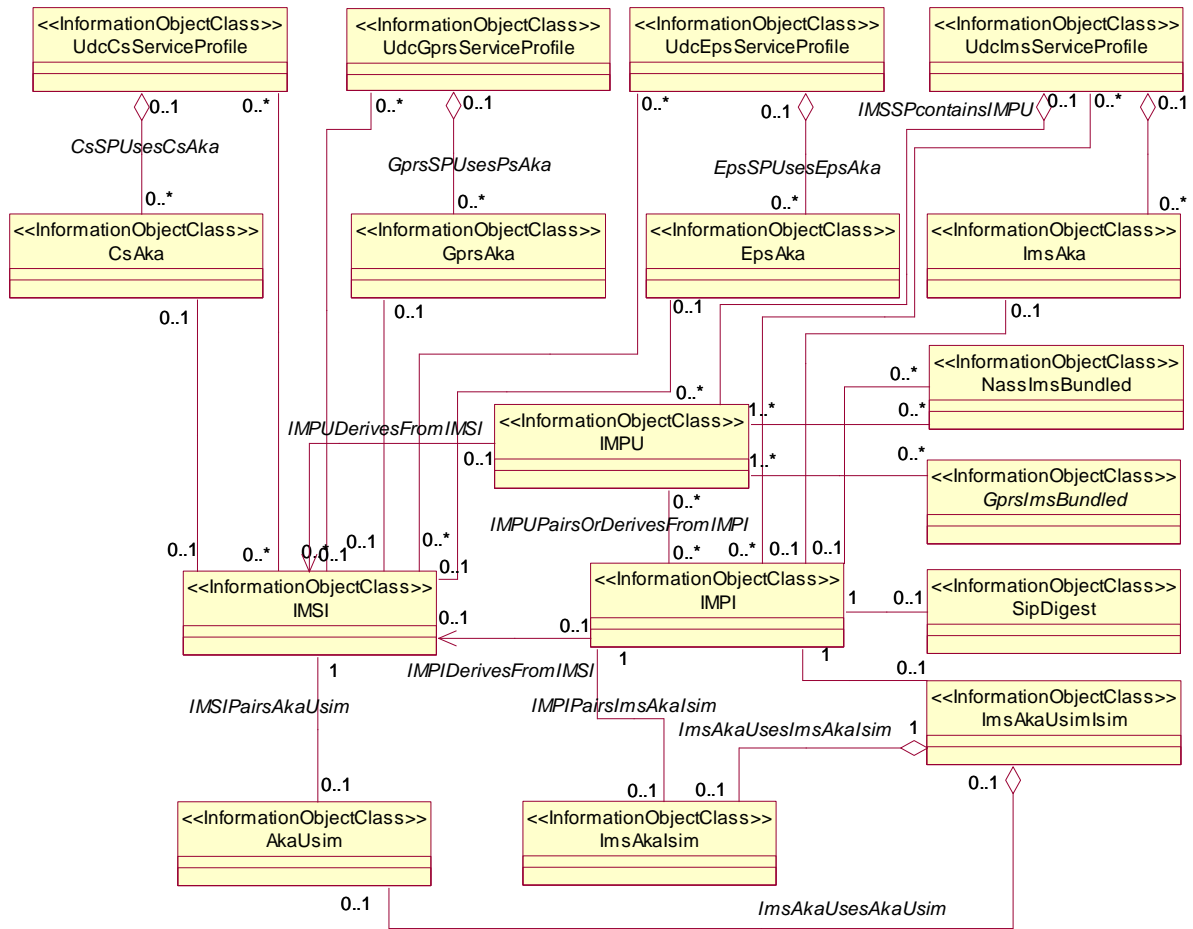 <<InformationObjectClass>>
UdcCsServiceProfile
<<InformationObjectClass>>
UdcGprsServiceProfile
<<InformationObjectClass>>
UdcEpsServiceProfile
<<InformationObjectClass>>
UdcImsServiceProfile
0..1
0..*
0..*
0..1
0..*
0..1
IMSSPcontainsIMPU
0..1
0..*
0..1
CsSPUsesCsAka
GprsSPUsesPsAka
EpsSPUsesEpsAka
0..*
0..*
0..*
0..*
<<InformationObjectClass>>
CsAka
<<InformationObjectClass>>
GprsAka
<<InformationObjectClass>>
EpsAka
<<InformationObjectClass>>
ImsAka
0..1
0..1
0..1
0..1
<<InformationObjectClass>>
NassImsBundled
0..*
0..*
0..*
1..*
<<InformationObjectClass>>
IMPU
IMPUDerivesFromIMSI
0..1
1..*
0..*
<<InformationObjectClass>>
GprsImsBundled
0..*
IMPUPairsOrDerivesFromIMPI
0..1
0..*
0..*
0..1
0..1
0..*
0..1
0..*
0..*
0..1
0..1
<<InformationObjectClass>>
IMSI
<<InformationObjectClass>>
IMPI
<<InformationObjectClass>>
SipDigest
1
0..1
0..1
0..1
IMPIDerivesFromIMSI
1
1
1
0..1
IMSIPairsAkaUsim
IMPIPairsImsAkaIsim
<<InformationObjectClass>>
ImsAkaUsimIsim
ImsAkaUsesImsAkaIsim
1
0..1
0..1
0..1
0..1
<<InformationObjectClass>>
AkaUsim
<<InformationObjectClass>>
ImsAkaIsim
0..1
ImsAkaUsesAkaUsim